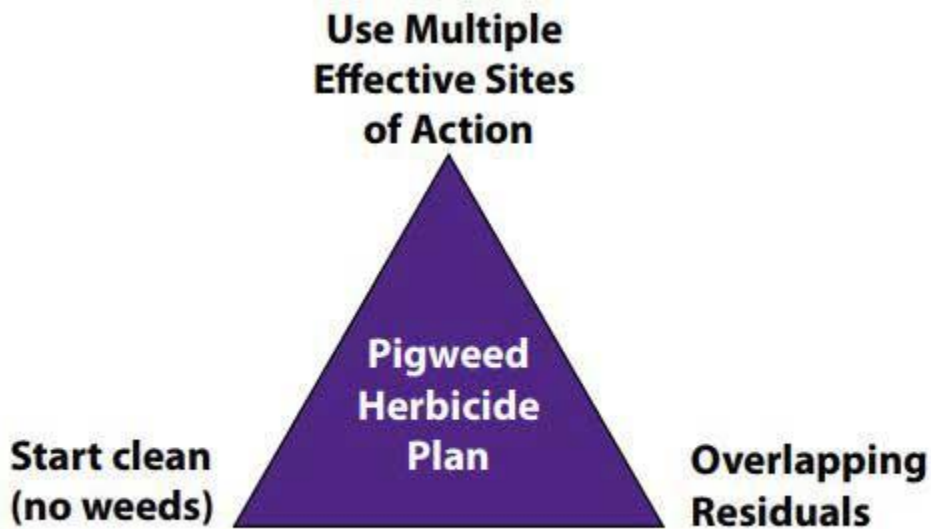 Use Multiple
Effective Sites
of Action
Pigweed
Herbicide
Plan
Start clean
(no weeds)
Overlapping
Residuals